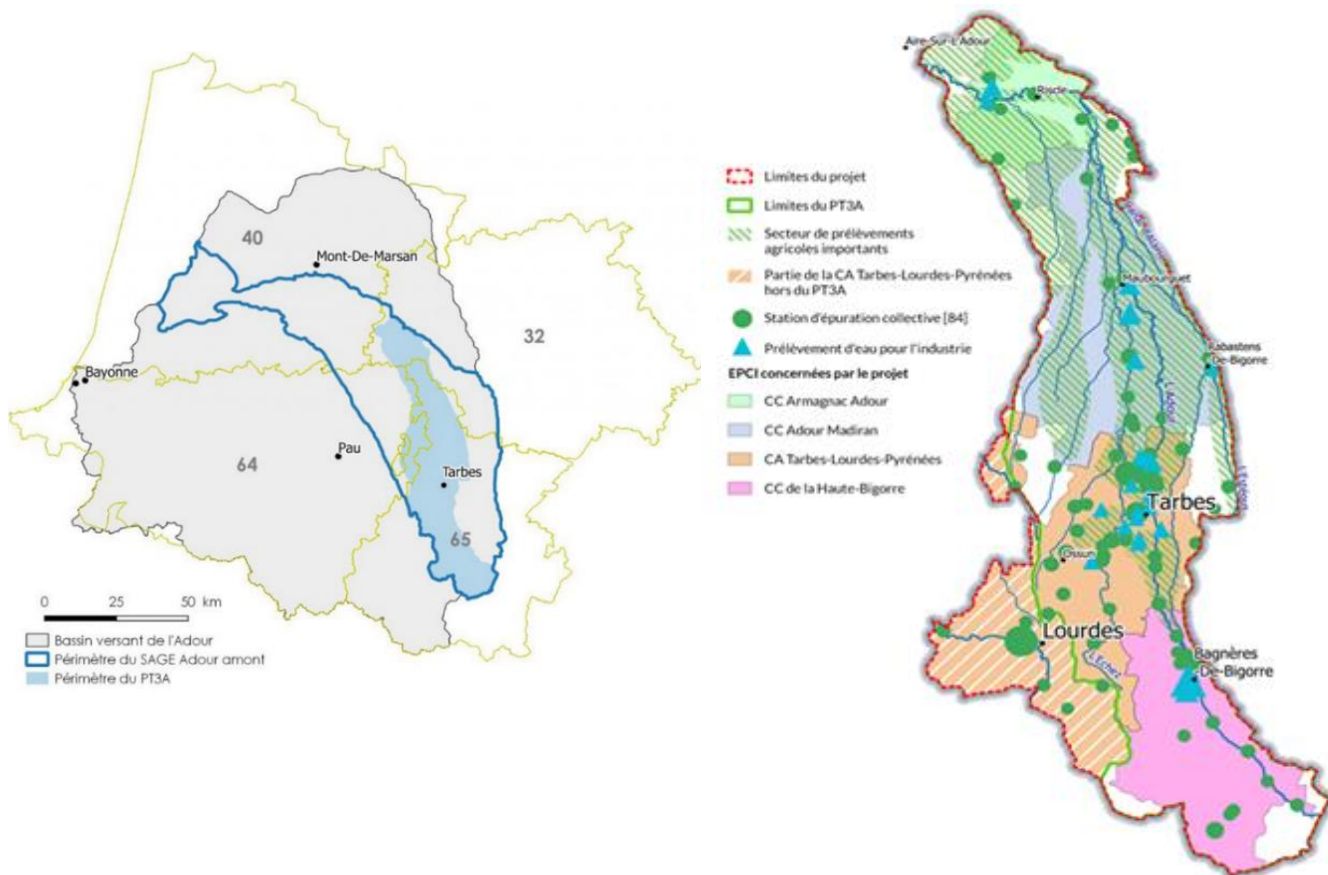 40
Mont-De-Marsan
32
Bayonne
Pau
64
Tarbes
65
0 25 50 km
Bassin versant de l'Adour
Périmètre du SAGE Adour amont
Périmètre du PT3A
Aire-Sur-L'Adour
Riscle
Limites du projet
Limites du PT3A
Secteur de prélèvements
agricoles importants
Partie de la CA Tarbes-Lourdes-Pyrénées
hors du PT3A
Station d'épuration collective [84]
Prélèvement d'eau pour l'industrie
EPCI concernées par le projet
CC Armagnac Adour
CC Adour Madiran
CA Tarbes-Lourdes-Pyrénées
CC de la Haute-Bigorre
Maubourguet
Rabastens
De-Bigorre
L'Adour
L'Estéous
Tarbes
Ossun
Lourdes
L'Echez
Bagnères
-De-Bigorre